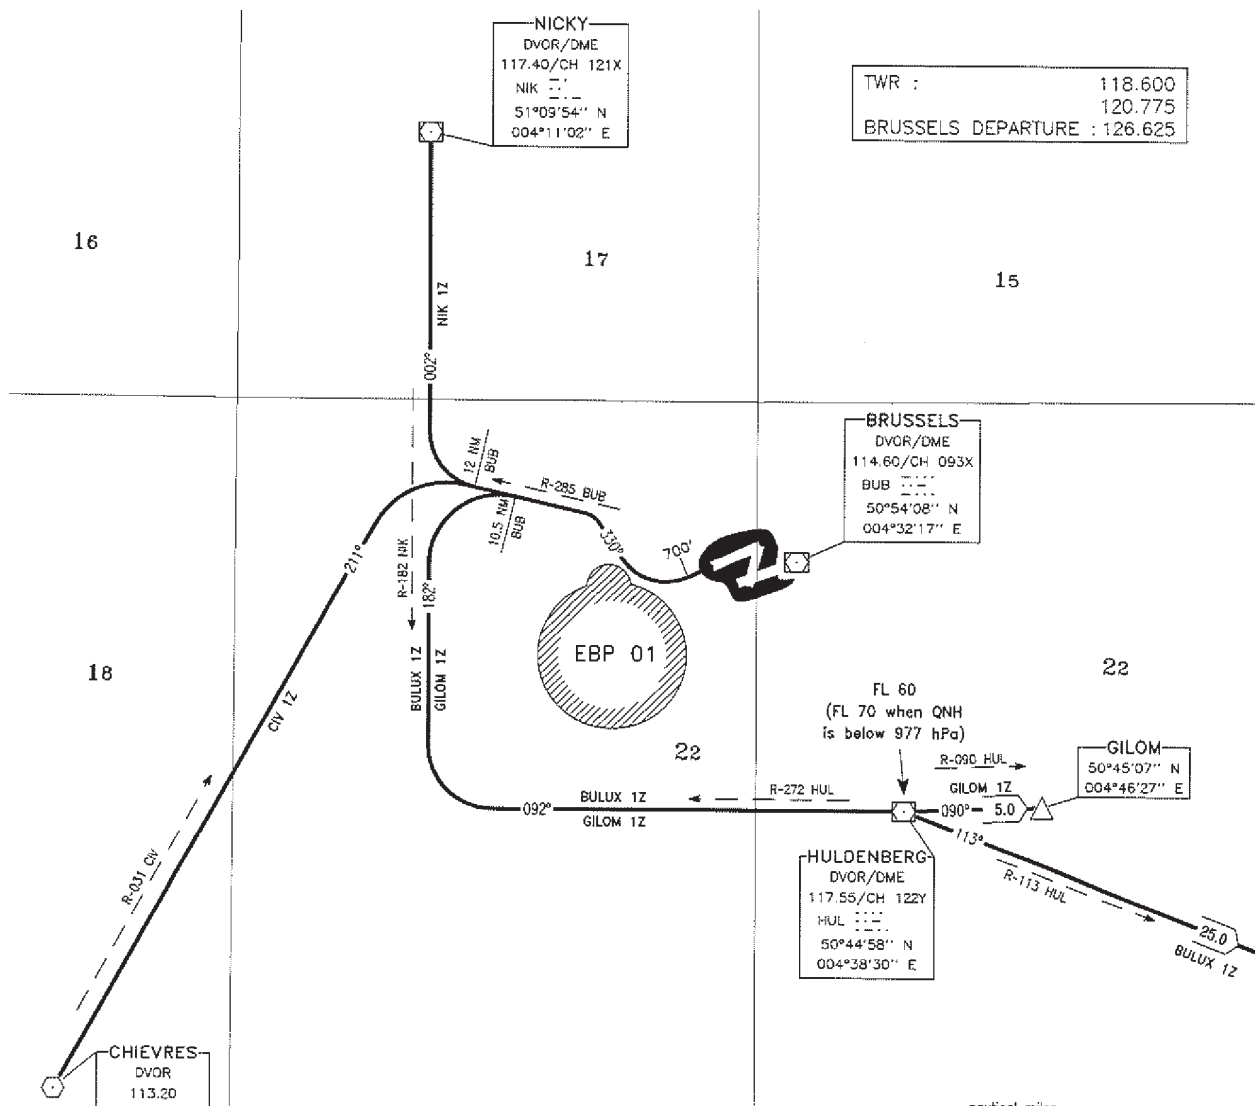 NICKY
DVOR/DME
117.40/CH 121X
NIK
51°09'54'' N
004°11'02'' E
TWR : 118.600
120.775
BRUSSELS DEPARTURE : 126.625
16
17
15
NIK 1Z
002°
12 NM
BUB
R-285 BUB
10.5 NM
BUB
330°
700'
BRUSSELS
DVOR/DME
114.60/CH 093X
BUB
50°54'08'' N
004°32'17'' E
211°
R-182 NIK
182°
BULUX 1Z
GILOM 1Z
EBP 01
18
CIV 1Z
22
22
FL 60
(FL 70 when QNH
is below 977 hPa)
R-090 HUL
GILOM 1Z
090°
5.0
GILOM
50°45'07'' N
004°46'27'' E
R-272 HUL
092°
BULUX 1Z
GILOM 1Z
113°
R-113 HUL
25.0
BULUX 1Z
HULDENBERG
DVOR/DME
117.55/CH 122Y
HUL
50°44'58'' N
004°38'30'' E
R-031 CIV
CHIEVRES
DVOR
113.20